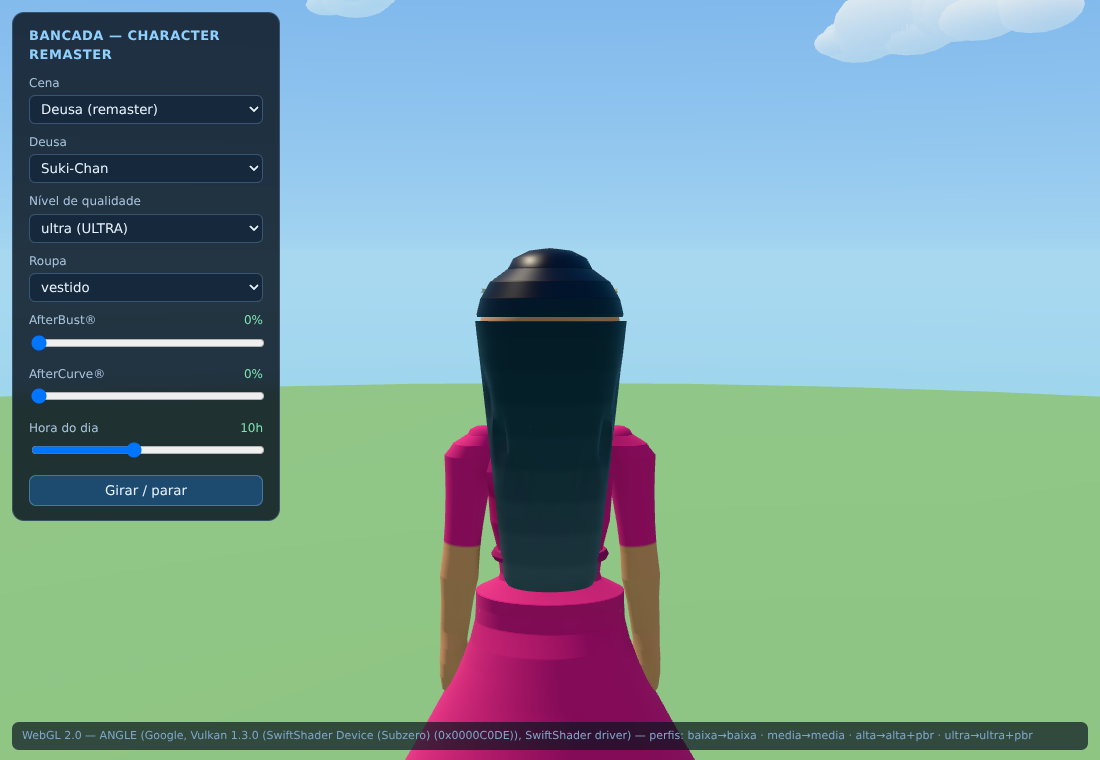 BANCADA — CHARACTER
REMASTER
Cena
Deusa (remaster)
Deusa
Suki-Chan
Nível de qualidade
ultra (ULTRA)
Roupa
vestido
AfterBust® 0%
AfterCurve® 0%
Hora do dia 10h
Girar / parar
WebGL 2.0 — ANGLE (Google, Vulkan 1.3.0 (SwiftShader Device (Subzero) (0x0000C0DE)), SwiftShader driver) — perfis: baixa→baixa · media→media · alta→alta+pbr · ultra→ultra+pbr